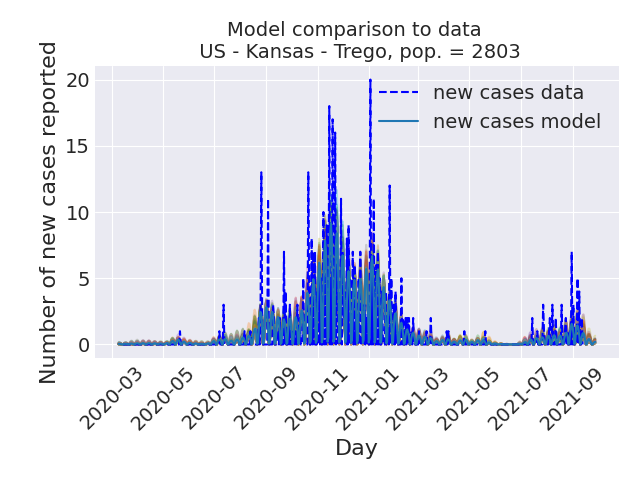 Model comparison to data
US - Kansas - Trego, pop. = 2803
Number of new cases reported
20
15
10
5
0
new cases data
new cases model
2020-03
2020-05
2020-07
2020-09
2020-11
2021-01
2021-03
2021-05
2021-07
2021-09
Day